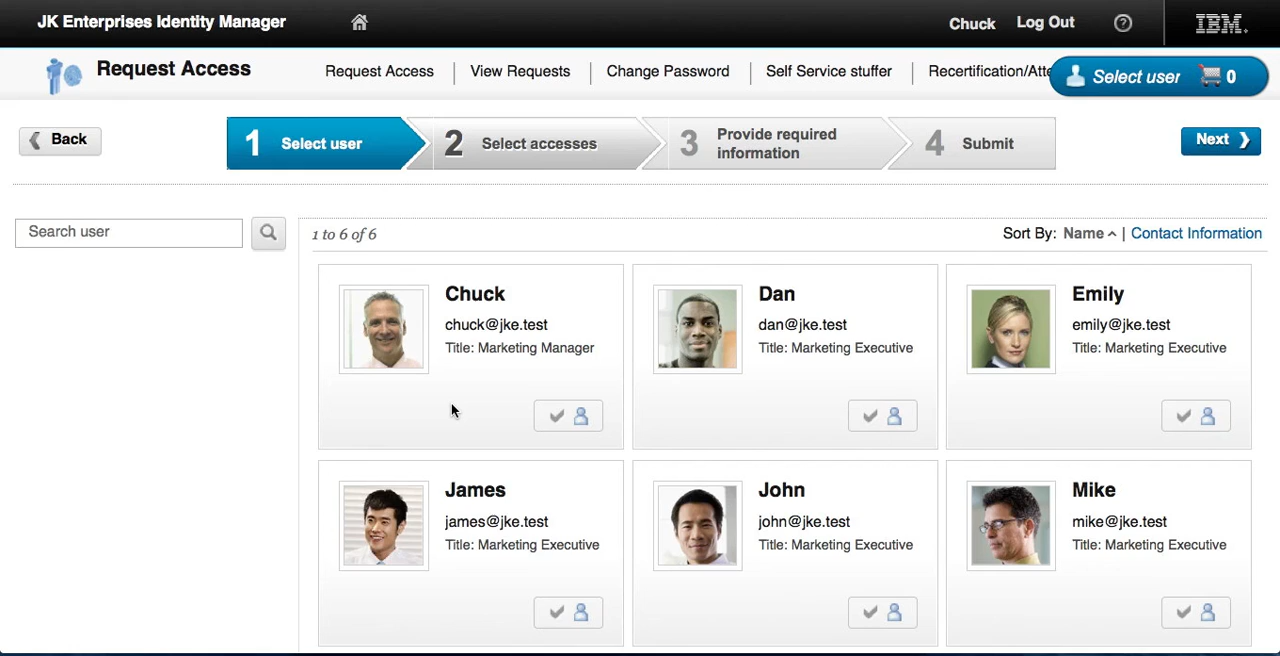 JK Enterprises Identity Manager
Chuck
Log Out
?
IBM
Request Access
Request Access
View Requests
Change Password
Self Service stuffer
Recertification/Atte
Select user
0
Back
1 Select user
2 Select accesses
3 Provide required
information
4 Submit
Next
Search user
1 to 6 of 6
Sort By: Name | Contact Information
Chuck
chuck@jke.test
Title: Marketing Manager
Dan
dan@jke.test
Title: Marketing Executive
Emily
emily@jke.test
Title: Marketing Executive
James
james@jke.test
Title: Marketing Executive
John
john@jke.test
Title: Marketing Executive
Mike
mike@jke.test
Title: Marketing Executive